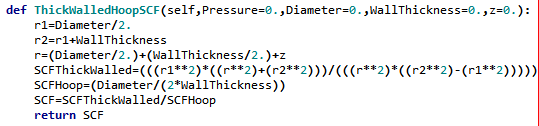 def ThickWalledHoopSCF(self,Pressure=0.,Diameter=0.,WallThickness=0.,z=0.):
r1=Diameter/2.
r2=r1+WallThickness
r=(Diameter/2.)+(WallThickness/2.)+z
SCFThickWalled=(((r1**2)*((r**2)+(r2**2)))/(((r**2)*((r2**2)-(r1**2)))))
SCFHoop=(Diameter/(2*WallThickness))
SCF=SCFThickWalled/SCFHoop
return SCF